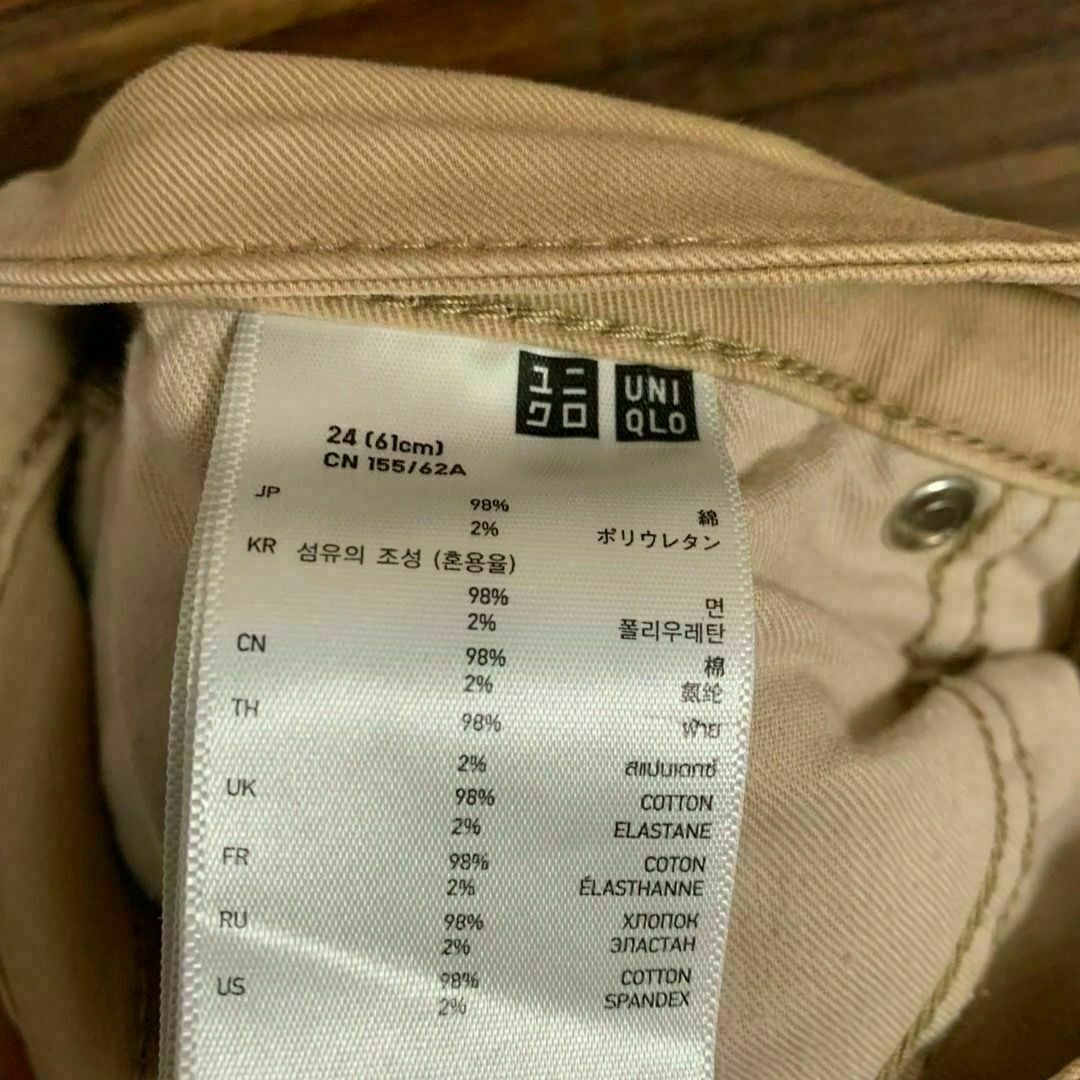 ユニ
クロ
UNI
QLO
24 (61cm)
CN 155/62A
JP 98% 綿
2% ポリウレタン
KR 섬유의 조성 (혼용율)
98% 면
2% 폴리우레탄
CN 98% 棉
2% 氨纶
TH 98% ฝ้าย
2% สแปนเดกซ์
UK 98% COTTON
2% ELASTANE
FR 98% COTON
2% ÉLASTHANNE
RU 98% ХЛОПОК
2% ЭЛАСТАН
US 98% COTTON
2% SPANDEX